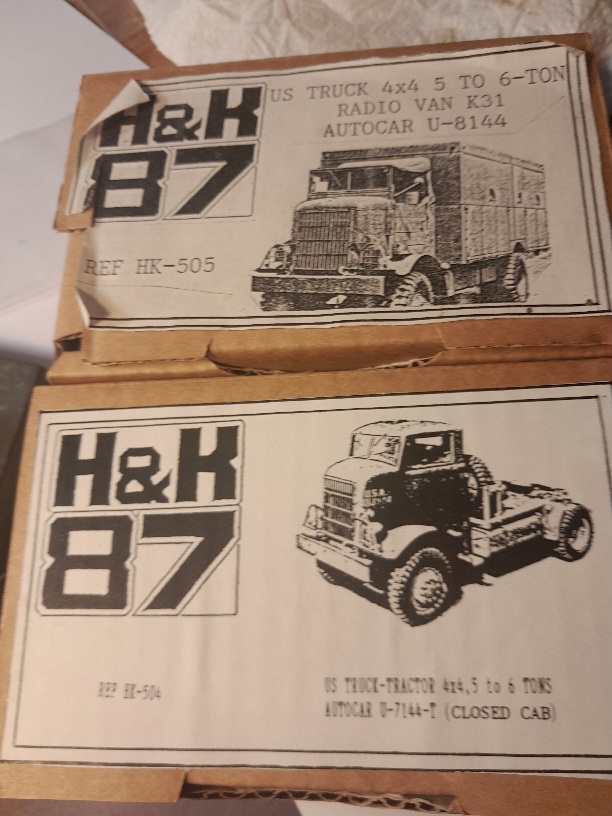 H&K
87
US TRUCK 4x4 5 TO 6-TON
RADIO VAN K31
AUTOCAR U-8144
REF HK-505
H&K
87
REF HK-504
US TRUCK-TRACTOR 4x4,5 to 6 TONS
AUTOCAR U-7144-T (CLOSED CAB)